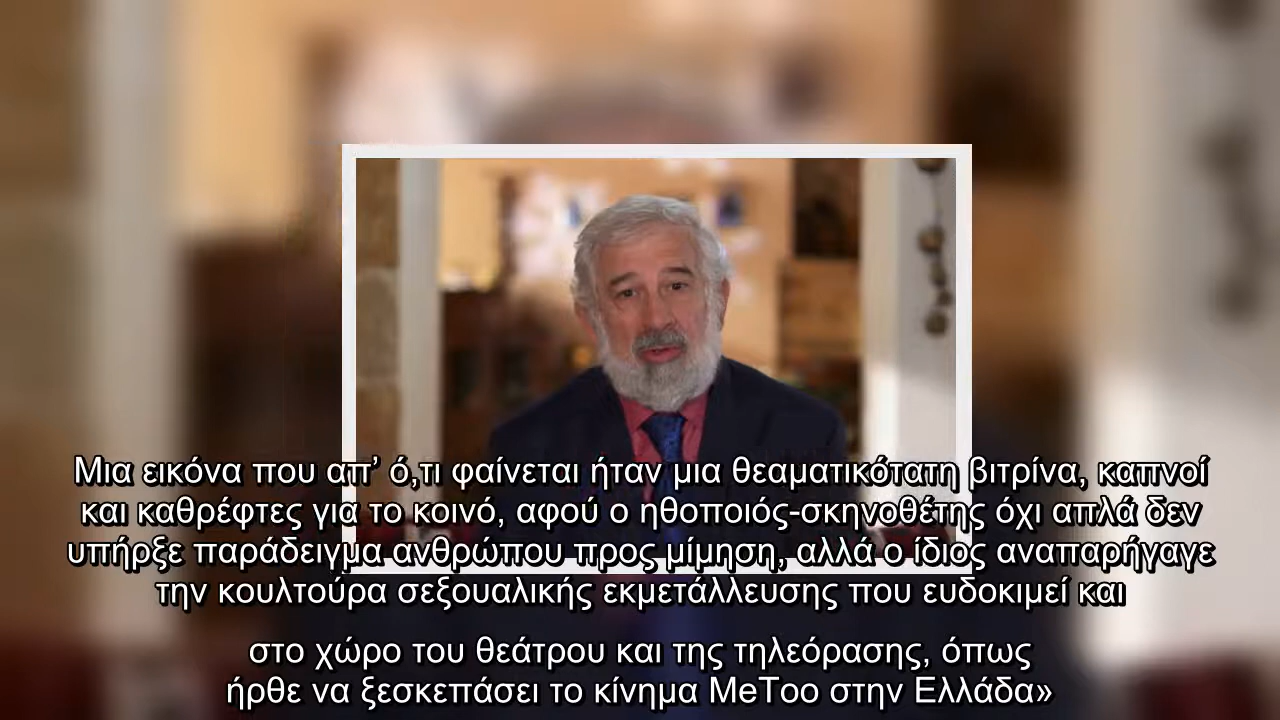 Μια εικόνα που απ’ ό,τι φαίνεται ήταν μια θεαματικότατη βιτρίνα, καπνοί
και καθρέφτες για το κοινό, αφού ο ηθοποιός-σκηνοθέτης όχι απλά δεν
υπήρξε παράδειγμα ανθρώπου προς μίμηση, αλλά ο ίδιος αναπαρήγαγε
την κουλτούρα σεξουαλικής εκμετάλλευσης που ευδοκιμεί και
στο χώρο του θεάτρου και της τηλεόρασης, όπως
ήρθε να ξεσκεπάσει το κίνημα MeToo στην Ελλάδα»